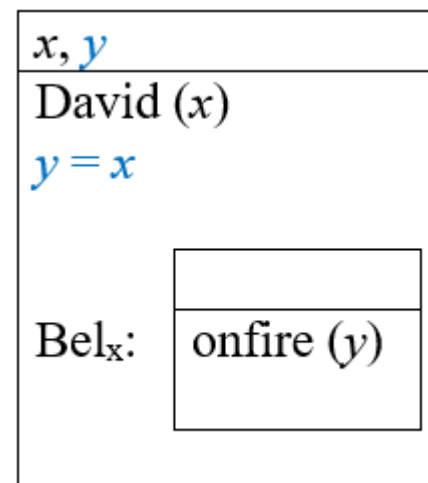 x, y
David (x)
y = x
Belₓ: onfire (y)